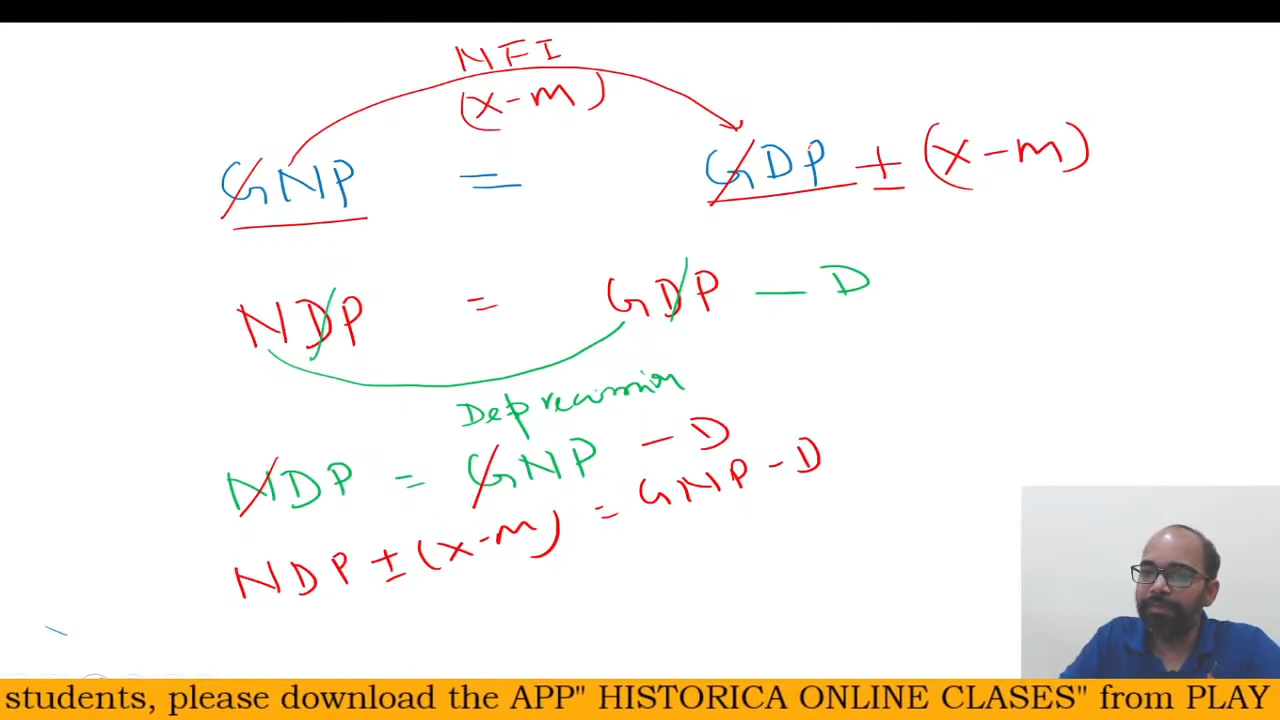 NFI
(x-m)
GNP = GDP ± (x-m)
NDP = GDP - D
NDP = GNP - D
NDP ± (x-m) = GNP - D
students, please download the APP" HISTORICA ONLINE CLASES" from PLAY